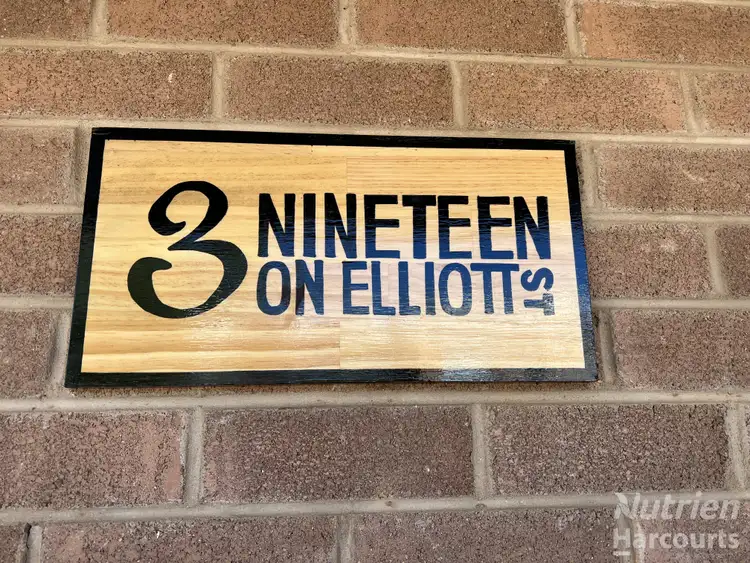 3 NINETEEN
ON ELLIOTT ST
Nutrien
Harcourts